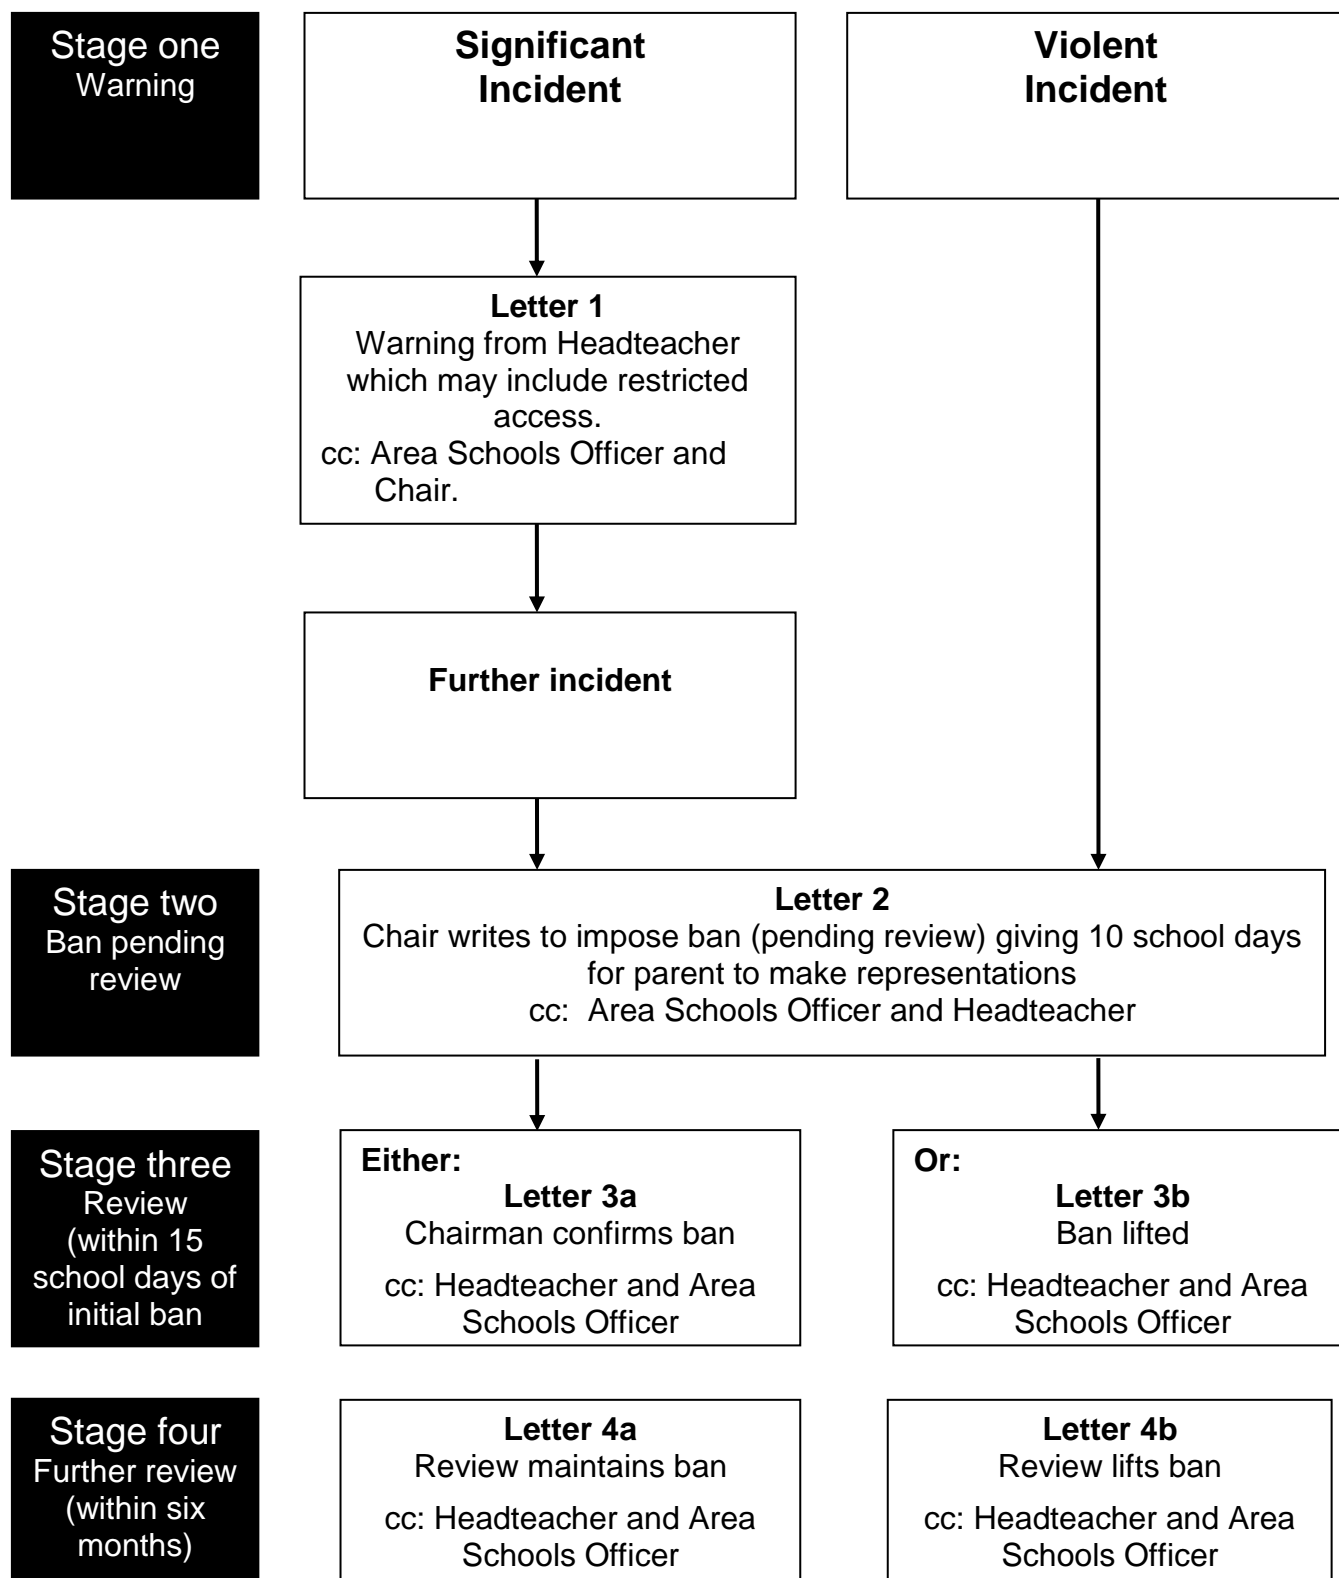 Stage one
Warning
Significant
Incident
Violent
Incident
Letter 1
Warning from Headteacher
which may include restricted
access.
cc: Area Schools Officer and
Chair.
Further incident
Stage two
Ban pending
review
Letter 2
Chair writes to impose ban (pending review) giving 10 school days
for parent to make representations
cc: Area Schools Officer and Headteacher
Stage three
Review
(within 15
school days of
initial ban
Either:
Letter 3a
Chairman confirms ban
cc: Headteacher and Area
Schools Officer
Or:
Letter 3b
Ban lifted
cc: Headteacher and Area
Schools Officer
Stage four
Further review
(within six
months)
Letter 4a
Review maintains ban
cc: Headteacher and Area
Schools Officer
Letter 4b
Review lifts ban
cc: Headteacher and Area
Schools Officer